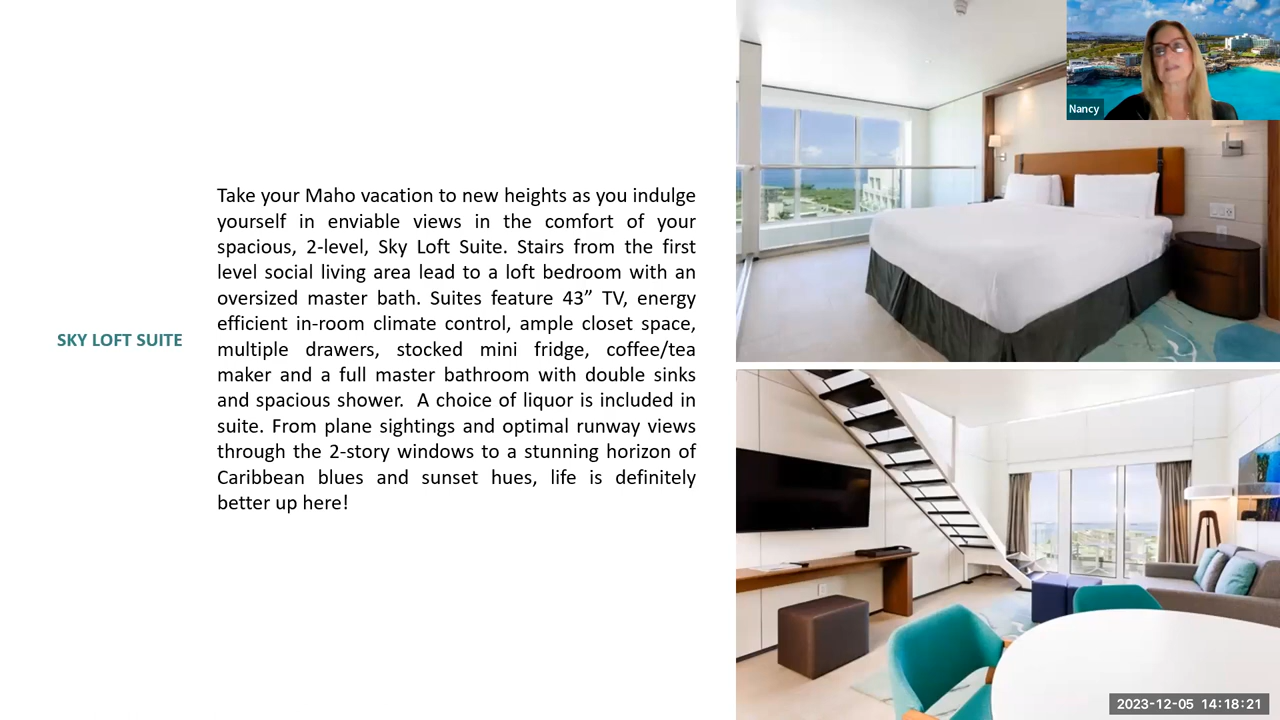 SKY LOFT SUITE
Take your Maho vacation to new heights as you indulge
yourself in enviable views in the comfort of your
spacious, 2-level, Sky Loft Suite. Stairs from the first
level social living area lead to a loft bedroom with an
oversized master bath. Suites feature 43” TV, energy
efficient in-room climate control, ample closet space,
multiple drawers, stocked mini fridge, coffee/tea
maker and a full master bathroom with double sinks
and spacious shower.  A choice of liquor is included in
suite. From plane sightings and optimal runway views
through the 2-story windows to a stunning horizon of
Caribbean blues and sunset hues, life is definitely
better up here!
Nancy
2023-12-05 14:18:21